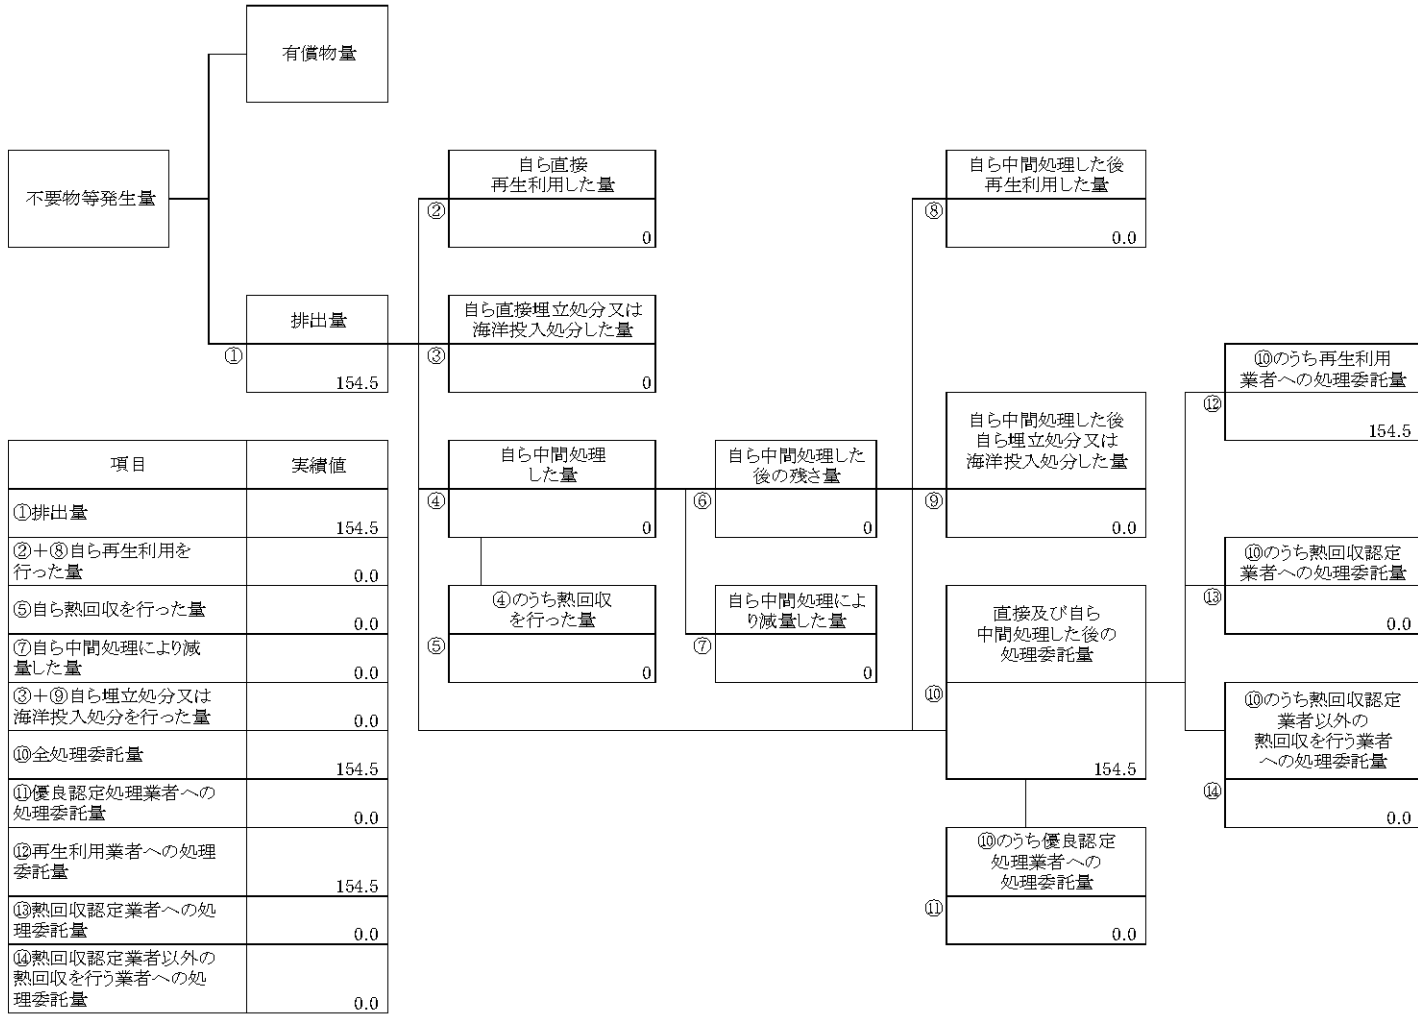 有償物量
不要物等発生量
自ら直接
再生利用した量
②
0
自ら中間処理した後
再生利用した量
⑧
0.0
排出量
①
154.5
自ら直接埋立処分又は
海洋投入処分した量
③
0
⑩のうち再生利用
業者への処理委託量
⑫
154.5
自ら中間処理
した量
④
0
自ら中間処理した
後の残さ量
⑥
0
自ら中間処理した後
自ら埋立処分又は
海洋投入処分した量
⑨
0.0
⑩のうち熱回収認定
業者への処理委託量
⑬
0.0
④のうち熱回収
を行った量
⑤
0
自ら中間処理によ
り減量した量
⑦
0
直接及び自ら
中間処理した後の
処理委託量
⑩
154.5
⑩のうち熱回収認定
業者以外の
熱回収を行う業者
への処理委託量
⑭
0.0
⑩のうち優良認定
処理業者への
処理委託量
⑪
0.0
項目 実績値
①排出量
154.5
②+⑧自ら再生利用を
行った量
0.0
⑤自ら熱回収を行った量
0.0
⑦自ら中間処理により減
量した量
0.0
③+⑨自ら埋立処分又は
海洋投入処分を行った量
0.0
⑩全処理委託量
154.5
⑪優良認定処理業者への
処理委託量
0.0
⑫再生利用業者への処理
委託量
154.5
⑬熱回収認定業者への処
理委託量
0.0
⑭熱回収認定業者以外の
熱回収を行う業者への処
理委託量
0.0